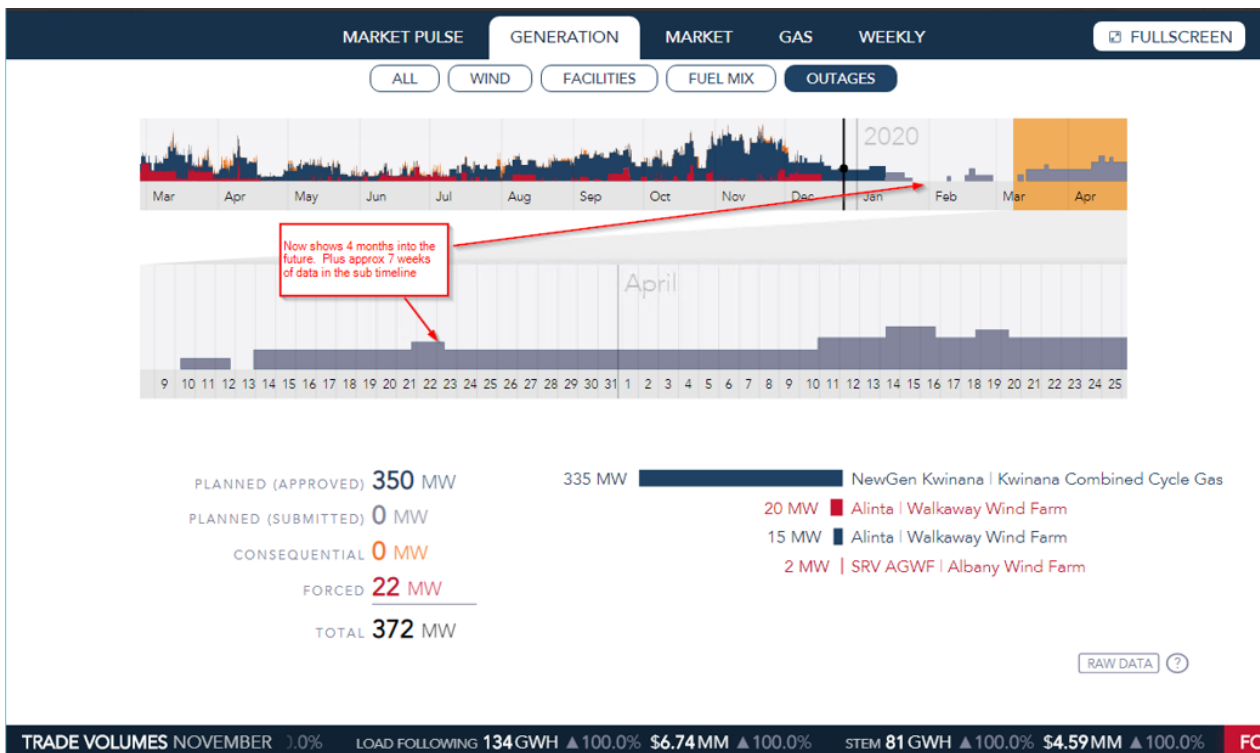 MARKET PULSE GENERATION MARKET GAS WEEKLY FULLSCREEN
ALL WIND FACILITIES FUEL MIX OUTAGES
2020
Mar Apr May Jun Jul Aug Sep Oct Nov Dec Jan Feb Mar Apr
Now shows 4 months into the
future. Plus approx 7 weeks
of data in the sub timeline
April
9 10 11 12 13 14 15 16 17 18 19 20 21 22 23 24 25 26 27 28 29 30 31 1 2 3 4 5 6 7 8 9 10 11 12 13 14 15 16 17 18 19 20 21 22 23 24 25
PLANNED (APPROVED) 350 MW
PLANNED (SUBMITTED) 0 MW
CONSEQUENTIAL 0 MW
FORCED 22 MW
TOTAL 372 MW
335 MW NewGen Kwinana | Kwinana Combined Cycle Gas
20 MW Alinta | Walkaway Wind Farm
15 MW Alinta | Walkaway Wind Farm
2 MW SRV AGWF | Albany Wind Farm
RAW DATA ?
TRADE VOLUMES NOVEMBER 0.0% LOAD FOLLOWING 134 GWH ▲100.0% $6.74 MM ▲100.0% STEM 81 GWH ▲100.0% $4.59 MM ▲100.0% FO